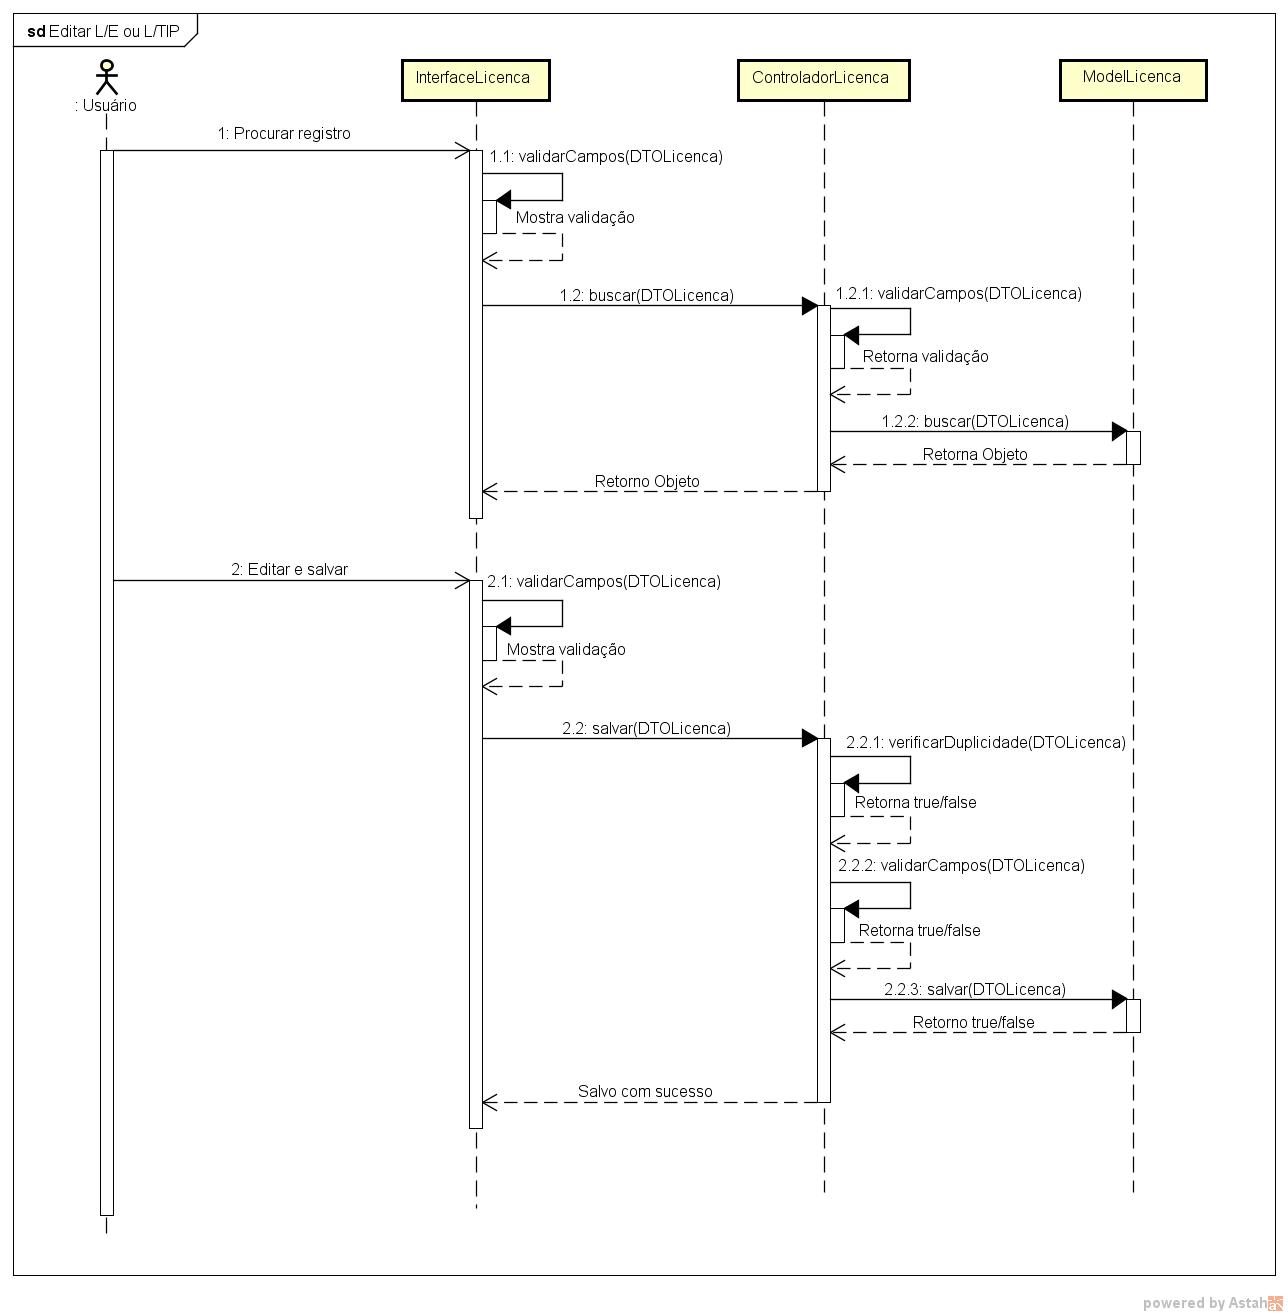 sd Editar L/E ou L/TIP
: Usuário
InterfaceLicenca
ControladorLicenca
ModelLicenca
1: Procurar registro
1.1: validarCampos(DTOLicenca)
Mostra validação
1.2: buscar(DTOLicenca)
1.2.1: validarCampos(DTOLicenca)
Retorna validação
1.2.2: buscar(DTOLicenca)
Retorna Objeto
Retorno Objeto
2: Editar e salvar
2.1: validarCampos(DTOLicenca)
Mostra validação
2.2: salvar(DTOLicenca)
2.2.1: verificarDuplicidade(DTOLicenca)
Retorna true/false
2.2.2: validarCampos(DTOLicenca)
Retorna true/false
2.2.3: salvar(DTOLicenca)
Retorno true/false
Salvo com sucesso
powered by Astah